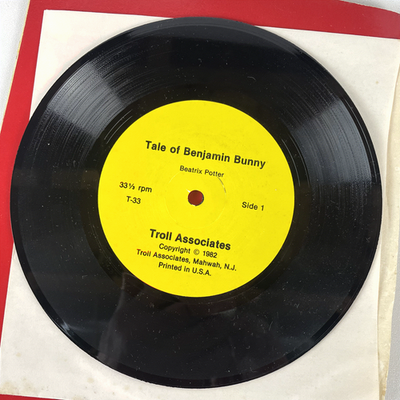 Tale of Benjamin Bunny
Beatrix Potter
33⅓ rpm
T-33
Side 1
Troll Associates
Copyright © 1982
Troll Associates, Mahwah, N.J.
Printed in U.S.A.